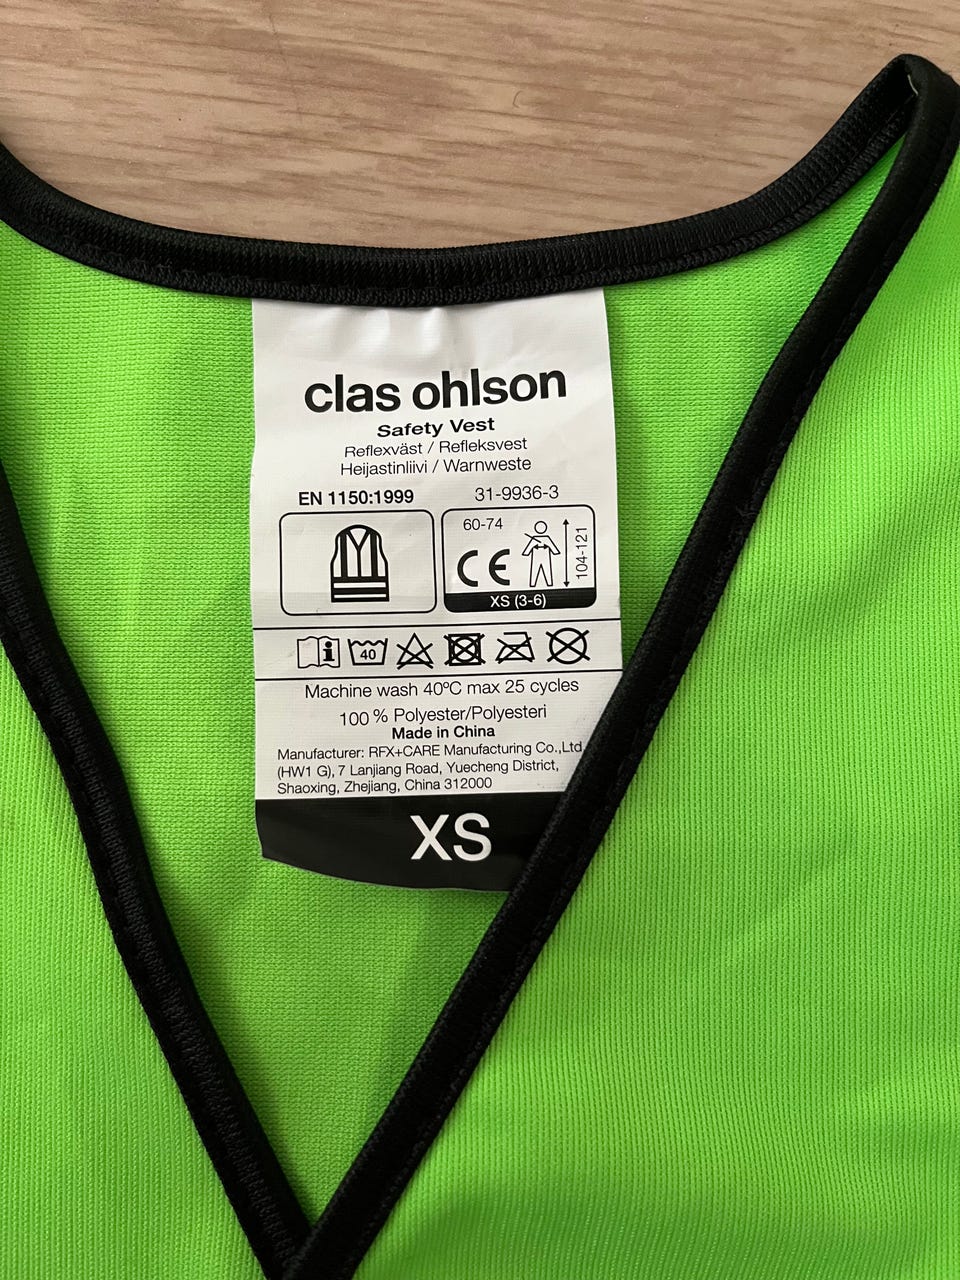 clas ohlson
Safety Vest
Reflexväst / Refleksvest
Heijastinliivi / Warnweste
EN 1150:1999
31-9936-3
60-74
CE
104-121
XS (3-6)
40
Machine wash 40ºC max 25 cycles
100 % Polyester/Polyesteri
Made in China
Manufacturer: RFX+CARE Manufacturing Co.,Ltd
(HW1 G), 7 Lanjiang Road, Yuecheng District,
Shaoxing, Zhejiang, China 312000
XS